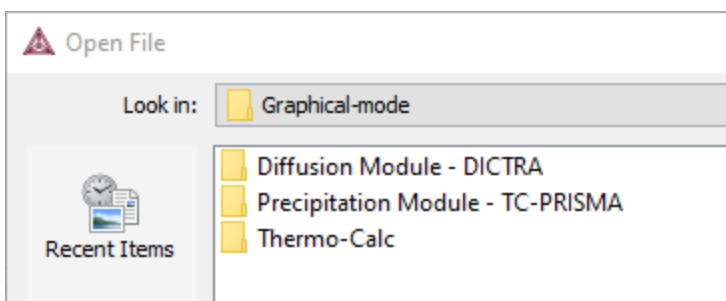 Open File
Look in: Graphical-mode
Diffusion Module - DICTRA
Precipitation Module - TC-PRISMA
Thermo-Calc
Recent Items